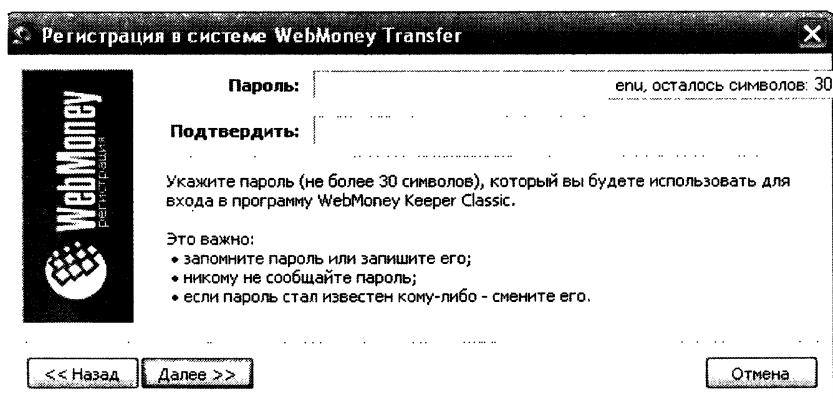 Регистрация в системе WebMoney Transfer
Пароль:
enu, осталось символов: 30
Подтвердить:
WebMoney
регистрация
Укажите пароль (не более 30 символов), который вы будете использовать для
входа в программу WebMoney Keeper Classic.
Это важно:
• запомните пароль или запишите его;
• никому не сообщайте пароль;
• если пароль стал известен кому-либо - смените его.
<< Назад
Далее >>
Отмена